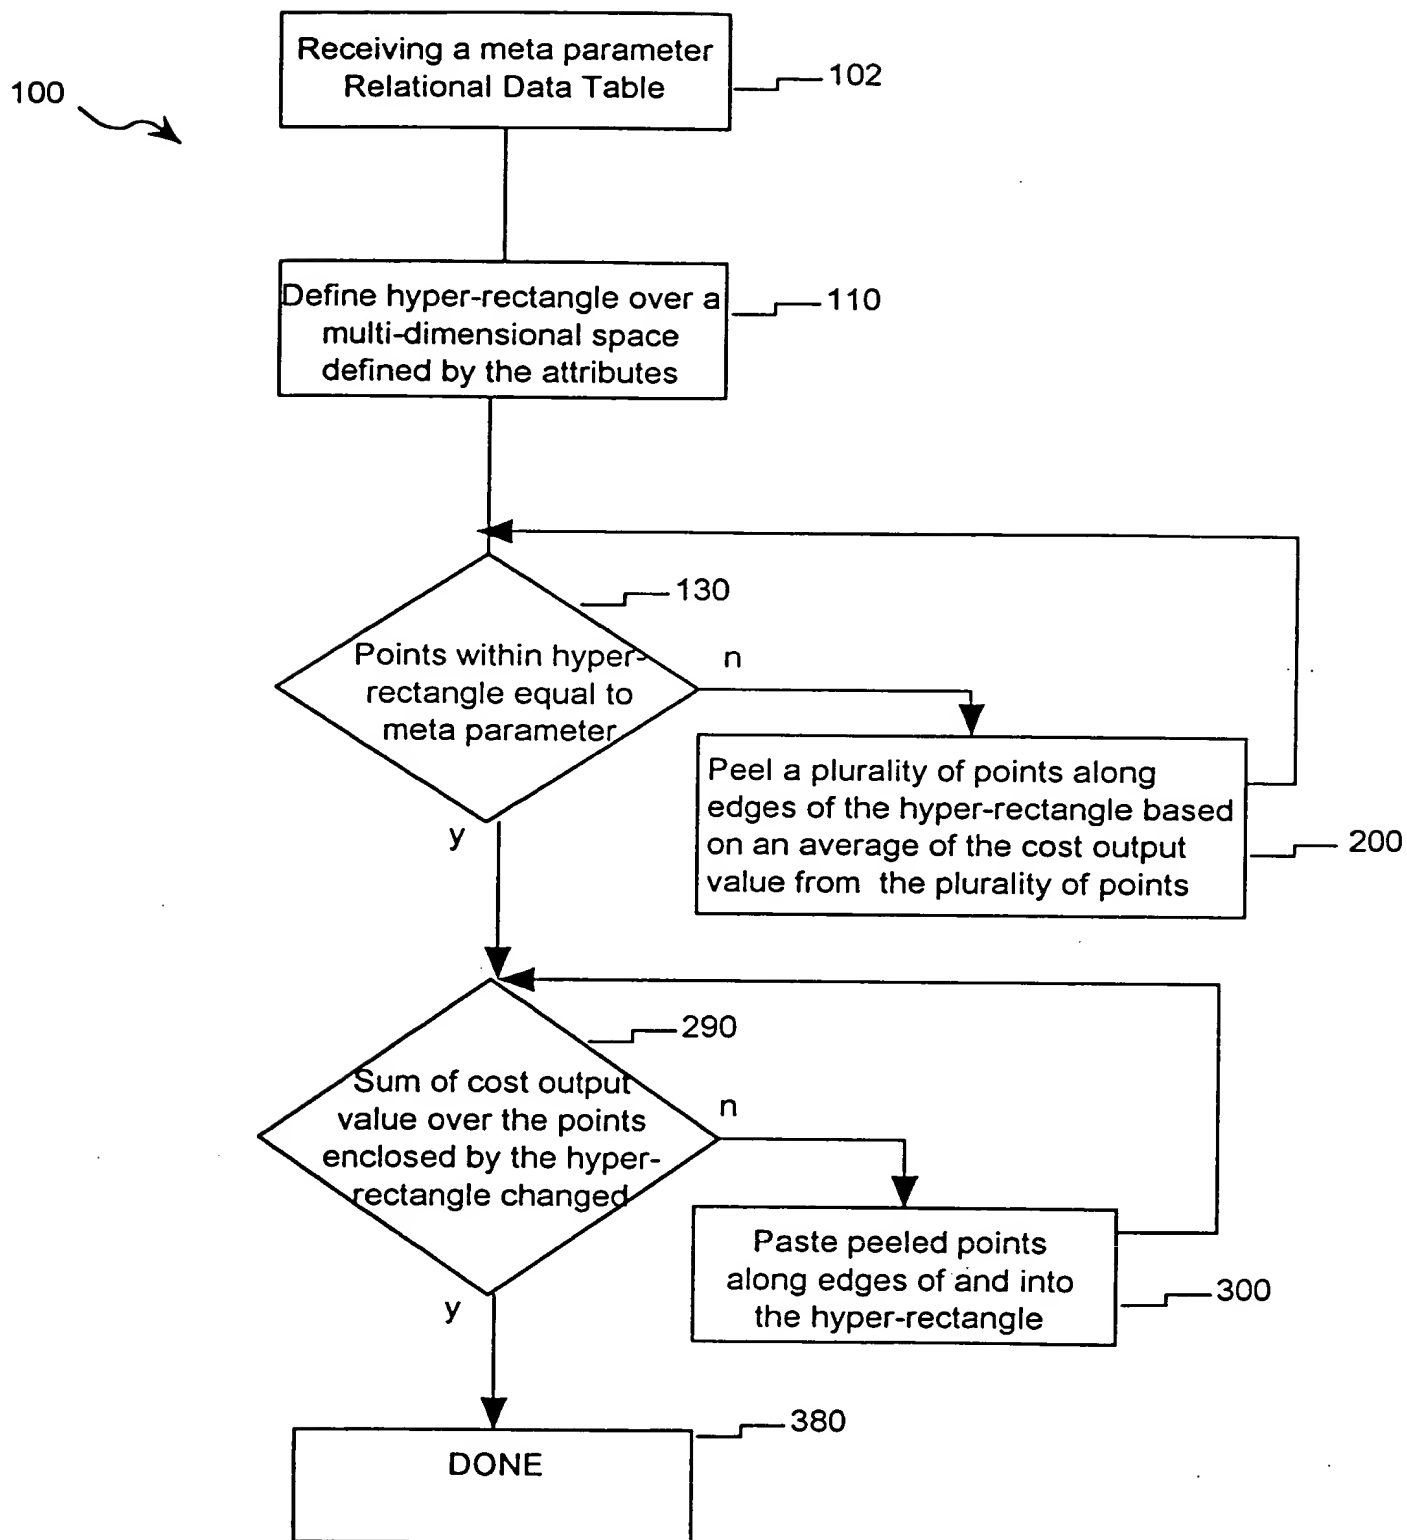 Receiving a meta parameter
Relational Data Table
102
100
Define hyper-rectangle over a
multi-dimensional space
defined by the attributes
110
130
Points within hyper-
rectangle equal to
meta parameter
n
y
Peel a plurality of points along
edges of the hyper-rectangle based
on an average of the cost output
value from the plurality of points
200
290
Sum of cost output
value over the points
enclosed by the hyper-
rectangle changed
n
y
Paste peeled points
along edges of and into
the hyper-rectangle
300
380
DONE